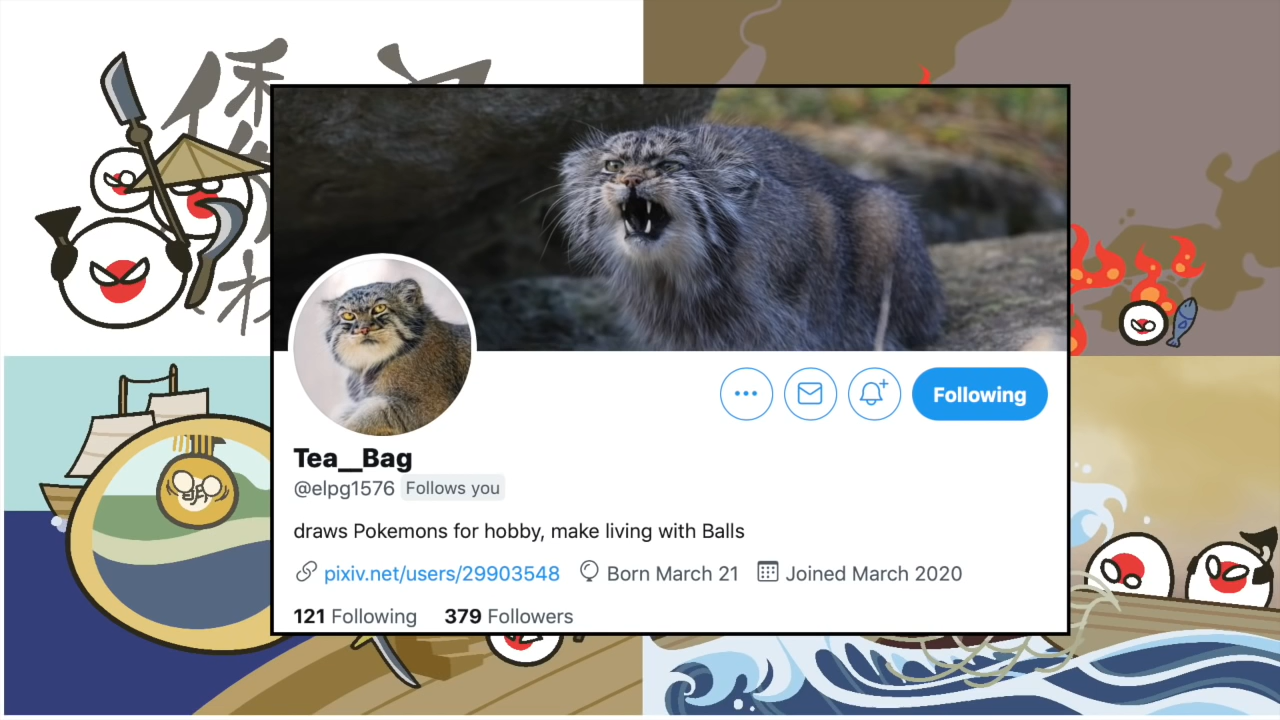 Following
Tea__Bag
@elpg1576 Follows you
draws Pokemons for hobby, make living with Balls
pixiv.net/users/29903548 Born March 21 Joined March 2020
121 Following 379 Followers